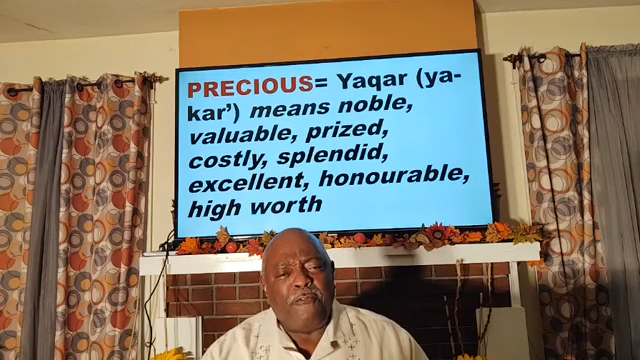 PRECIOUS= Yaqar (ya-
kar’) means noble,
valuable, prized,
costly, splendid,
excellent, honourable,
high worth